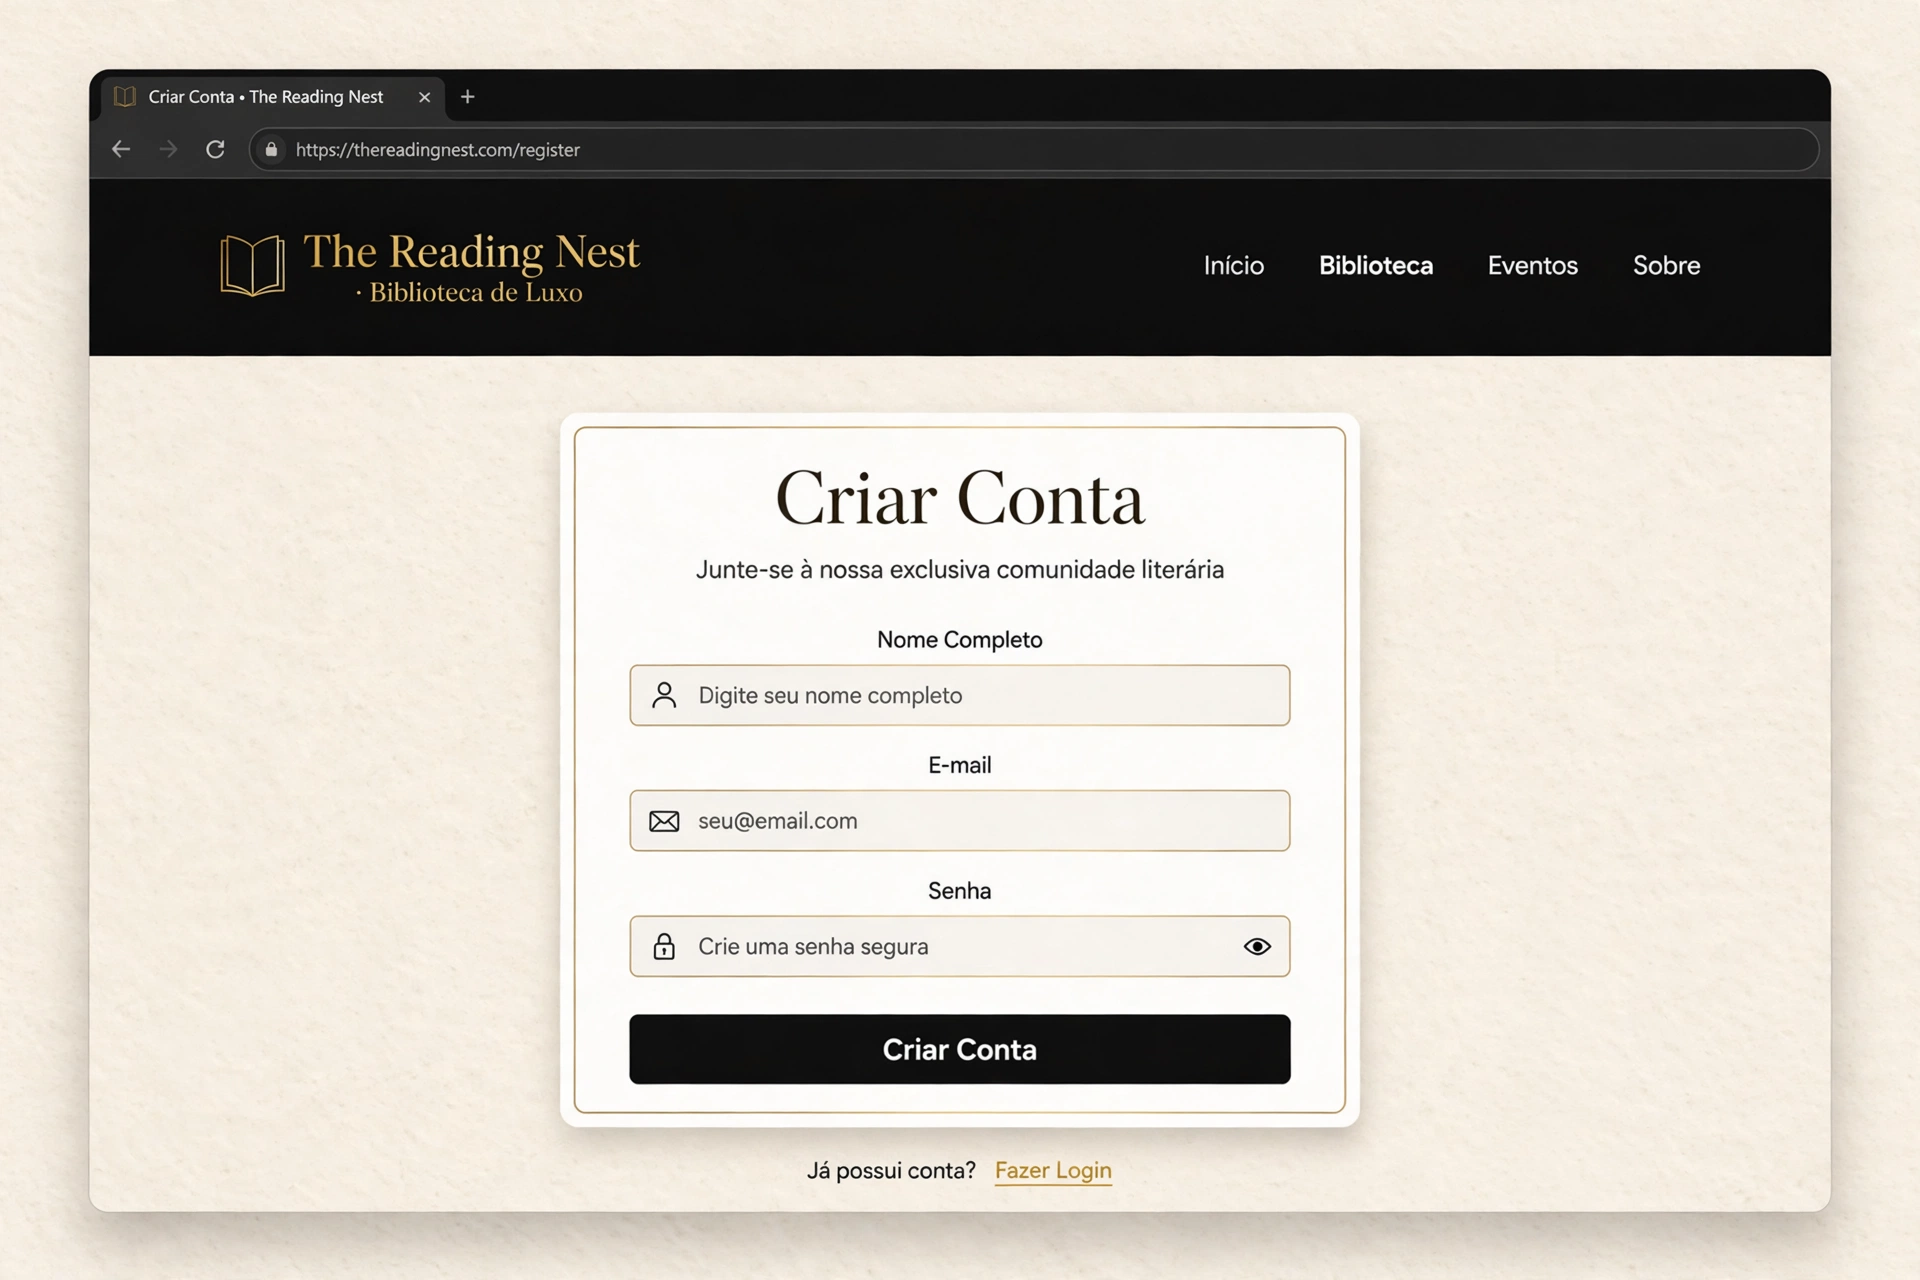 Criar Conta • The Reading Nest
https://thereadingnest.com/register
The Reading Nest
· Biblioteca de Luxo
Início Biblioteca Eventos Sobre
Criar Conta
Junte-se à nossa exclusiva comunidade literária
Nome Completo
Digite seu nome completo
E-mail
seu@email.com
Senha
Crie uma senha segura
Criar Conta
Já possui conta? Fazer Login